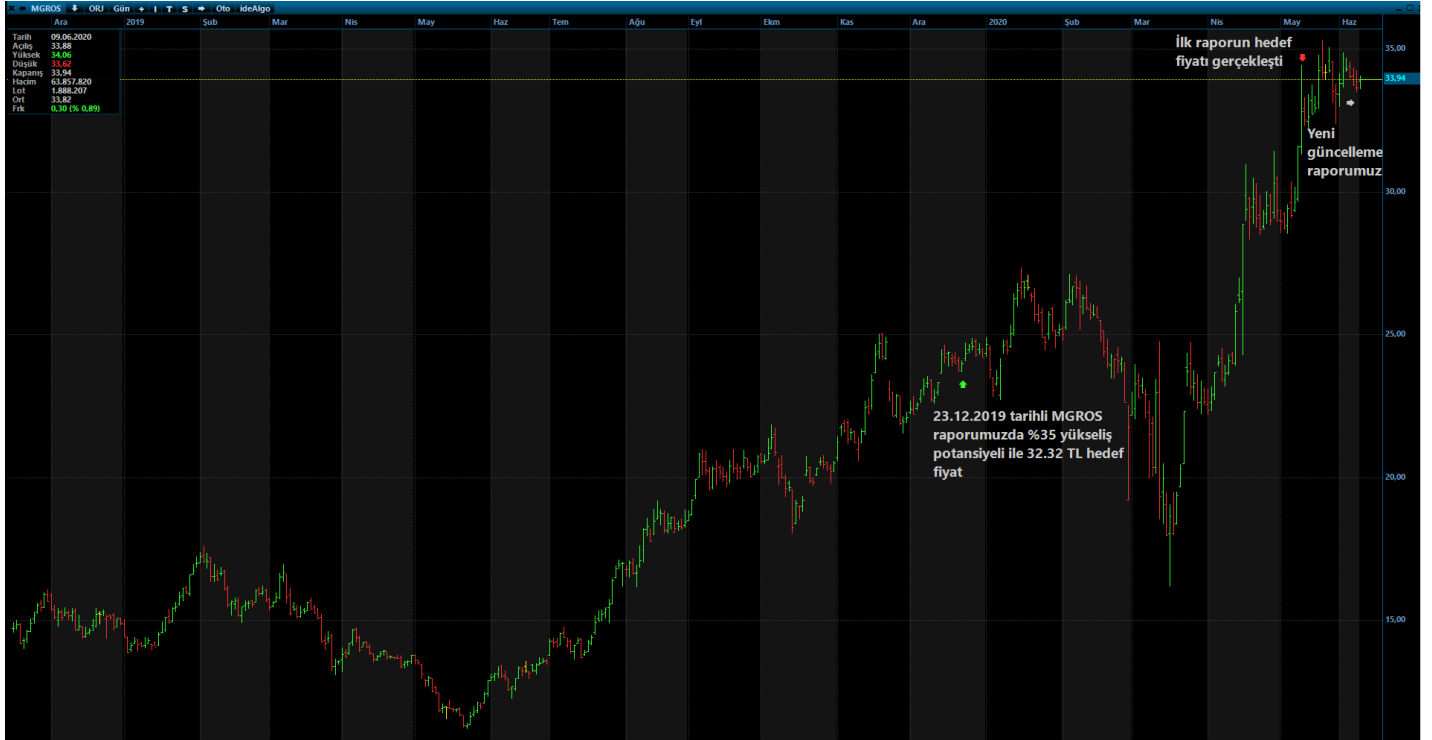 MGROS ORJ Gün + I T S Oto ideAlgo
Ara 2019 Şub Mar Nis May Haz Tem Ağu Eyl Ekm Kas Ara 2020 Şub Mar Nis May Haz
Tarih 09.06.2020
Açılış 33,88
Yüksek 34,06
Düşük 33,62
Kapanış 33,94
Hacim 63.857.820
Lot 1.888.207
Ort 33,82
Frk 0,30 (% 0,89)
İlk raporun hedef
fiyatı gerçekleşti
35,00
33,94
Yeni
güncelleme
raporumuz
30,00
25,00
23.12.2019 tarihli MGROS
raporumuzda %35 yükseliş
potansiyeli ile 32.32 TL hedef
fiyat
20,00
15,00